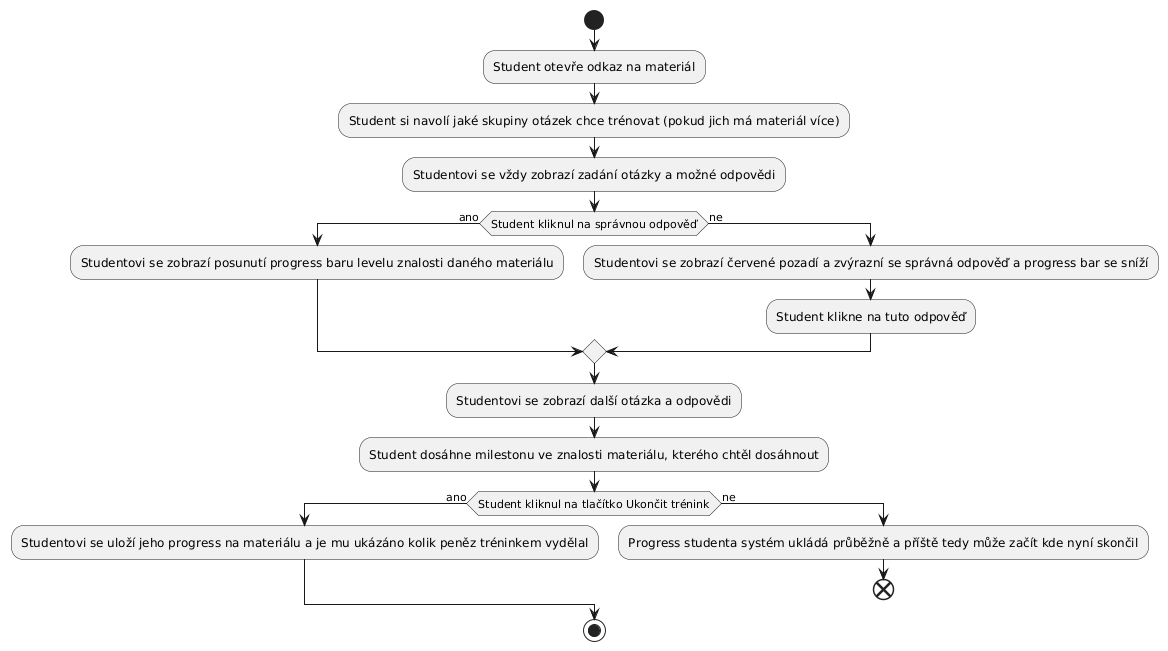 Student otevře odkaz na materiál
Student si navolí jaké skupiny otázek chce trénovat (pokud jich má materiál více)
Studentovi se vždy zobrazí zadání otázky a možné odpovědi
ano
Student kliknul na správnou odpověď
ne
Studentovi se zobrazí posunutí progress baru levelu znalosti daného materiálu
Studentovi se zobrazí červené pozadí a zvýrazní se správná odpověď a progress bar se sníží
Student klikne na tuto odpověď
Studentovi se zobrazí další otázka a odpovědi
Student dosáhne milestonu ve znalosti materiálu, kterého chtěl dosáhnout
ano
Student kliknul na tlačítko Ukončit trénink
ne
Studentovi se uloží jeho progress na materiálu a je mu ukázáno kolik peněz tréninkem vydělal
Progress studenta systém ukládá průběžně a příště tedy může začít kde nyní skončil